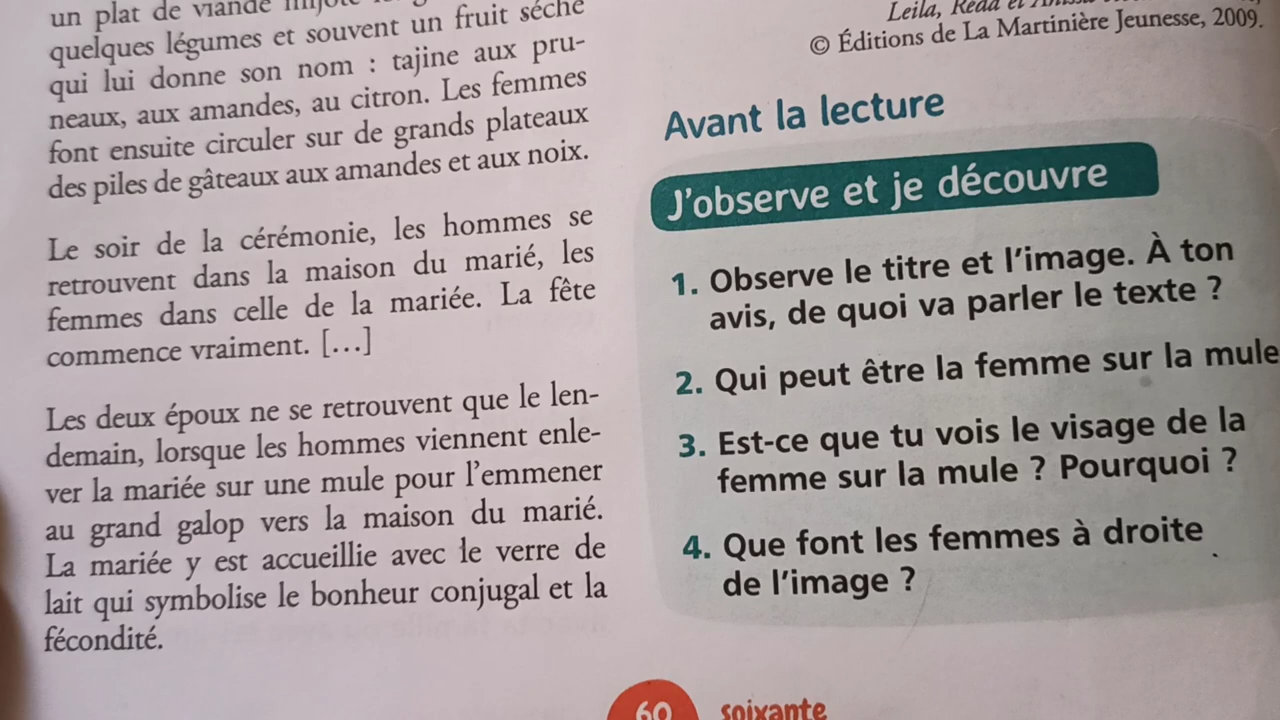 un plat de viande
quelques légumes et souvent un fruit séché
qui lui donne son nom : tajine aux pru-
neaux, aux amandes, au citron. Les femmes
font ensuite circuler sur de grands plateaux
des piles de gâteaux aux amandes et aux noix.
Le soir de la cérémonie, les hommes se
retrouvent dans la maison du marié, les
femmes dans celle de la mariée. La fête
commence vraiment. […]
Les deux époux ne se retrouvent que le len-
demain, lorsque les hommes viennent enle-
ver la mariée sur une mule pour l'emmener
au grand galop vers la maison du marié.
La mariée y est accueillie avec le verre de
lait qui symbolise le bonheur conjugal et la
fécondité.
Leila, Reda et
© Éditions de La Martinière Jeunesse, 2009.
Avant la lecture
J'observe et je découvre
1. Observe le titre et l'image. À ton
avis, de quoi va parler le texte ?
2. Qui peut être la femme sur la mule
3. Est-ce que tu vois le visage de la
femme sur la mule ? Pourquoi ?
4. Que font les femmes à droite
de l'image ?
60 soixante